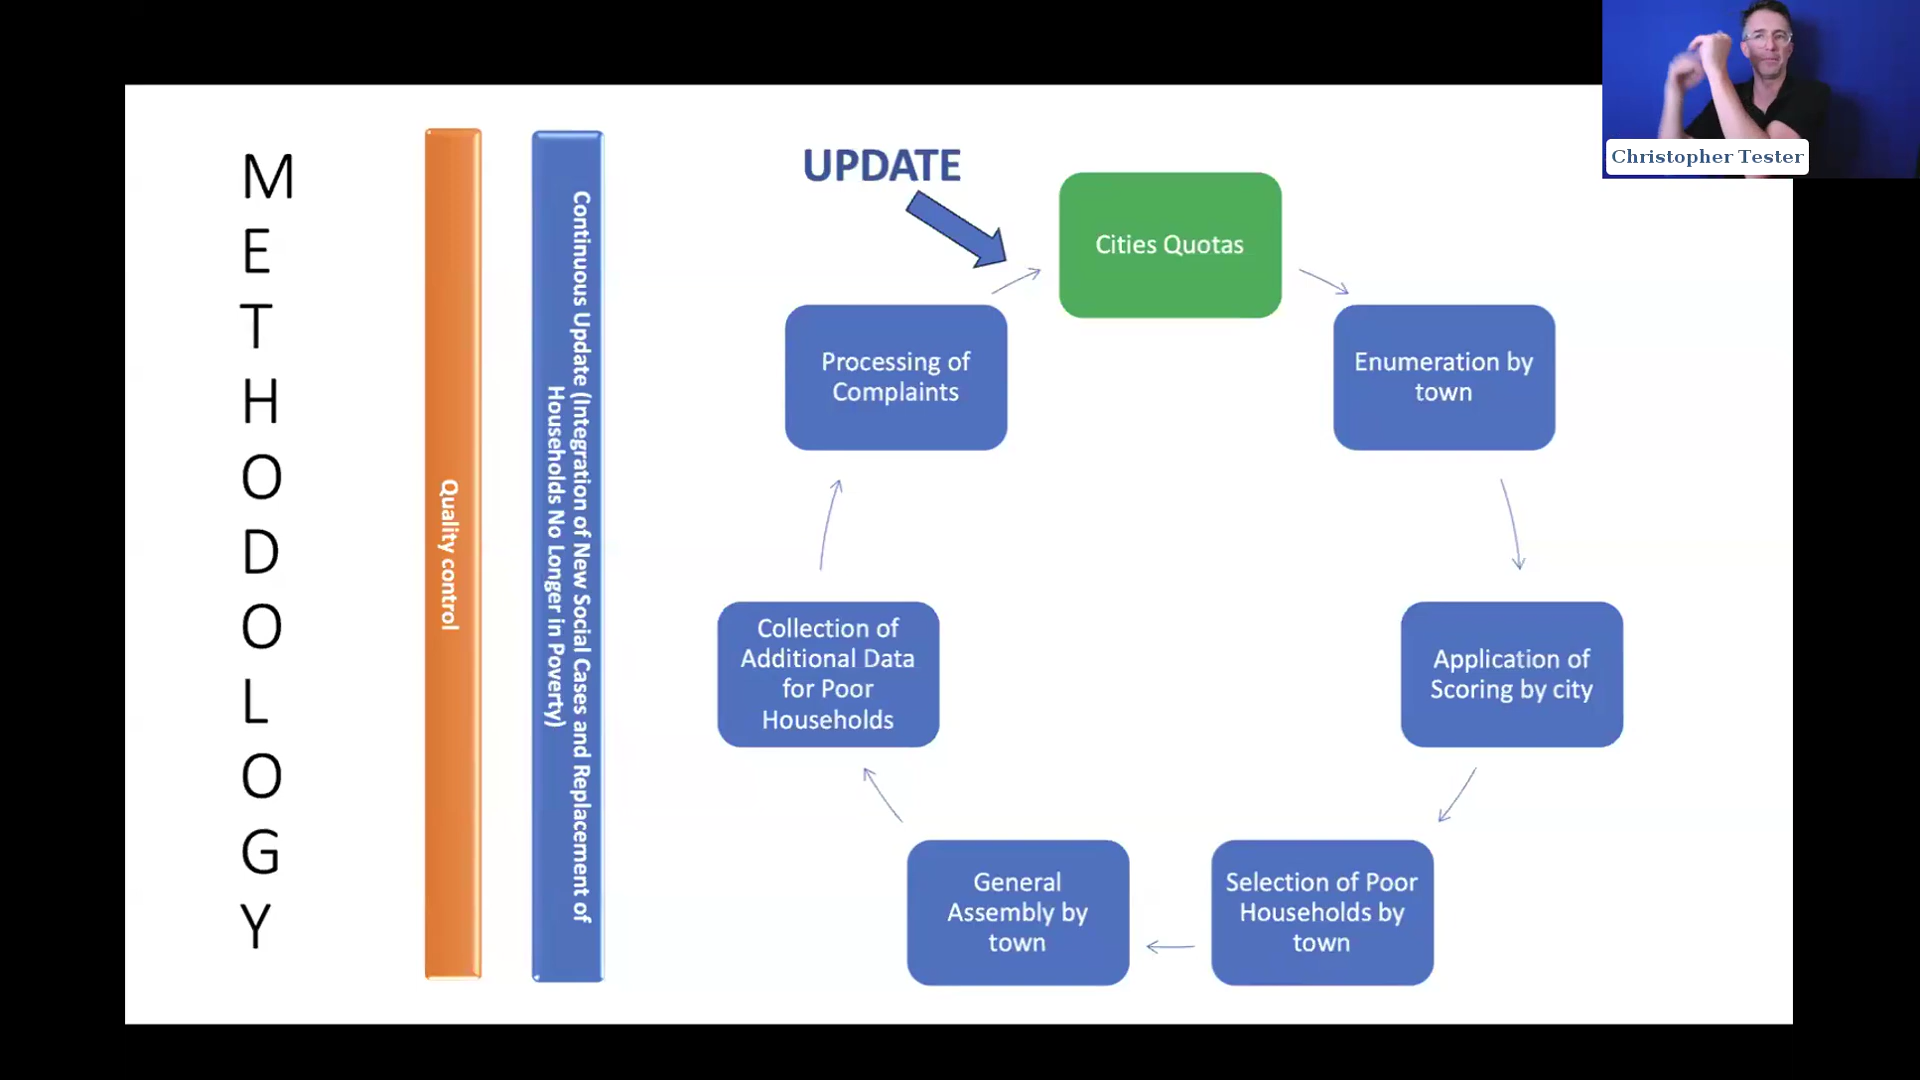 METHODOLOGY
Quality control
Continuous Update (Integration of New Social Cases and Replacement of
Households No Longer in Poverty)
UPDATE
Cities Quotas
Enumeration by
town
Application of
Scoring by city
Selection of Poor
Households by
town
General
Assembly by
town
Collection of
Additional Data
for Poor
Households
Processing of
Complaints
Christopher Tester